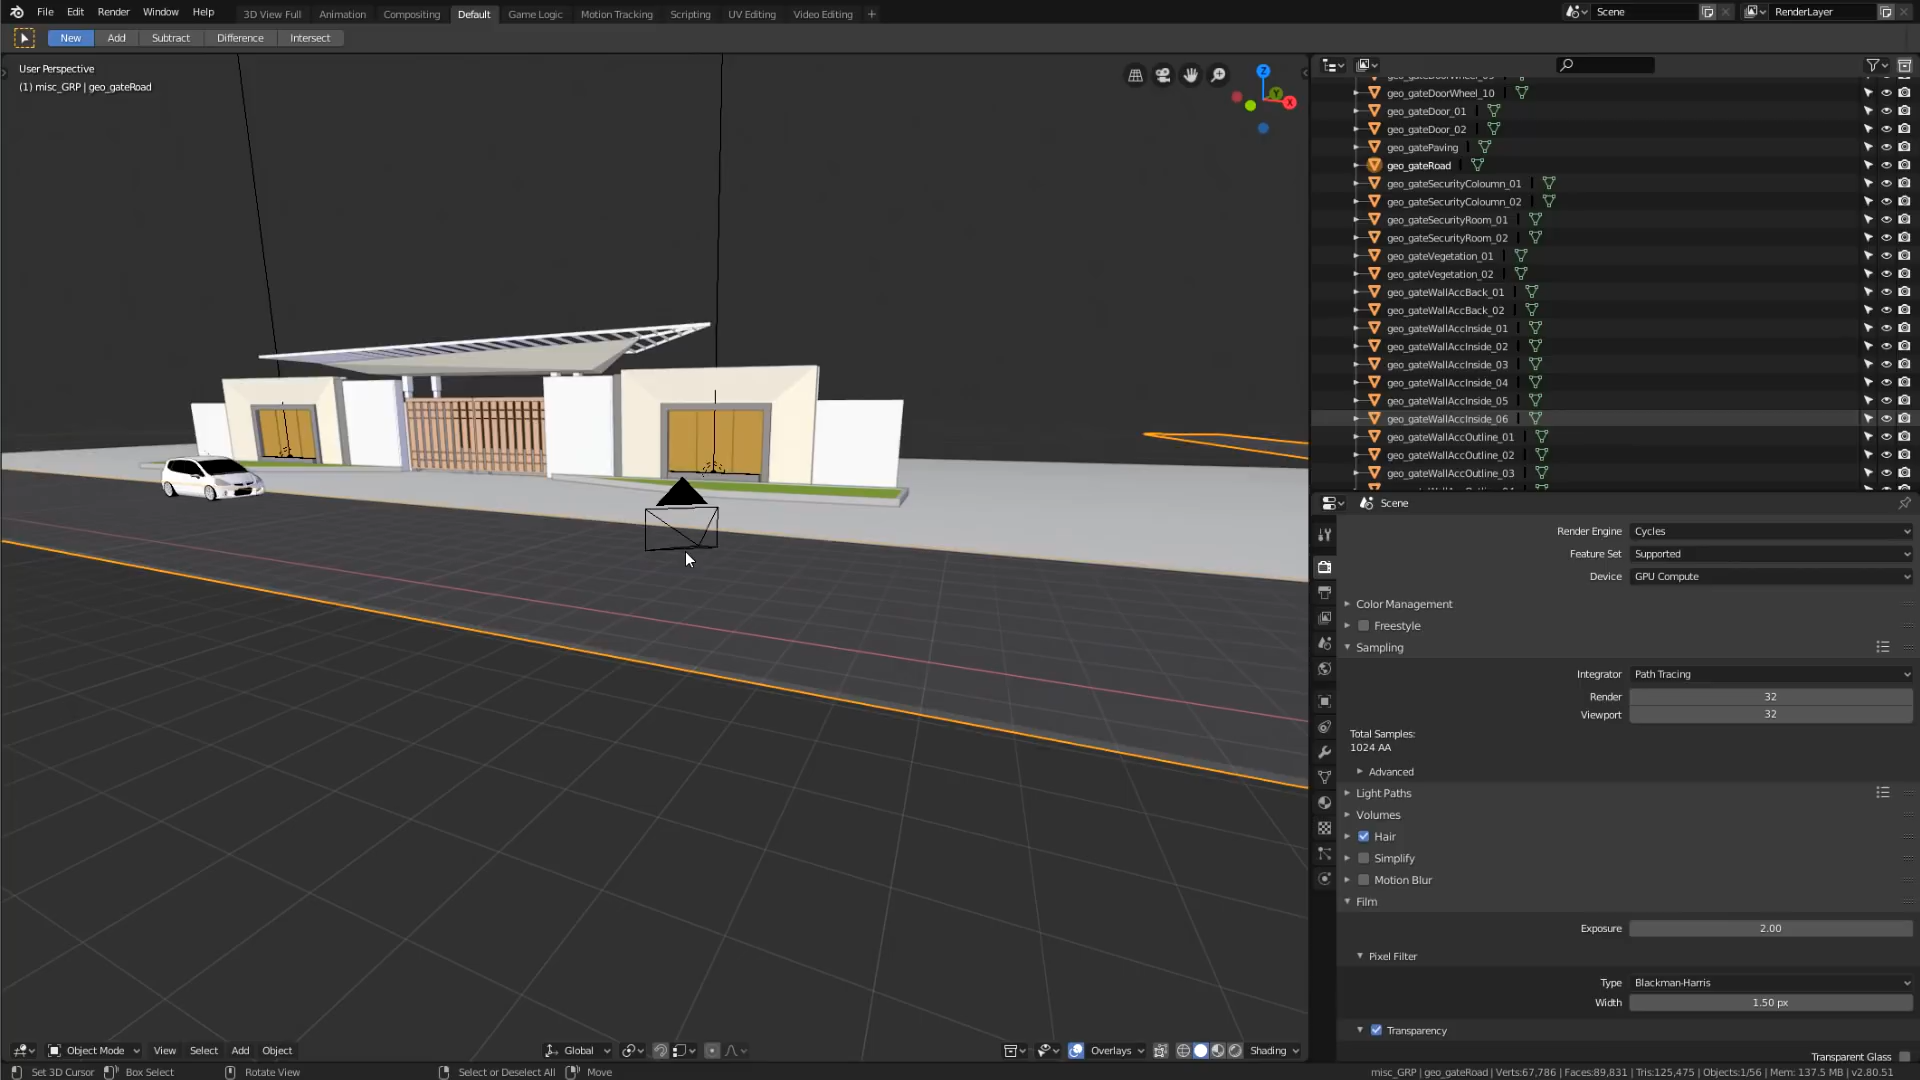 File Edit Render Window Help
3D View Full Animation Compositing Default Game Logic Motion Tracking Scripting UV Editing Video Editing +
Scene
RenderLayer
New Add Subtract Difference Intersect
User Perspective
(1) misc_GRP | geo_gateRoad
Z
Y
X
geo_gateDoorWheel_10
geo_gateDoor_01
geo_gateDoor_02
geo_gatePaving
geo_gateRoad
geo_gateSecurityColoumn_01
geo_gateSecurityColoumn_02
geo_gateSecurityRoom_01
geo_gateSecurityRoom_02
geo_gateVegetation_01
geo_gateVegetation_02
geo_gateWallAccBack_01
geo_gateWallAccBack_02
geo_gateWallAccInside_01
geo_gateWallAccInside_02
geo_gateWallAccInside_03
geo_gateWallAccInside_04
geo_gateWallAccInside_05
geo_gateWallAccInside_06
geo_gateWallAccOutline_01
geo_gateWallAccOutline_02
geo_gateWallAccOutline_03
Scene
Render Engine Cycles
Feature Set Supported
Device GPU Compute
Color Management
Freestyle
Sampling
Integrator Path Tracing
Render 32
Viewport 32
Total Samples:
1024 AA
Advanced
Light Paths
Volumes
Hair
Simplify
Motion Blur
Film
Exposure 2.00
Pixel Filter
Type Blackman-Harris
Width 1.50 px
Transparency
Transparent Glass
Object Mode View Select Add Object
Global
Overlays
Shading
Set 3D Cursor Box Select Rotate View Select or Deselect All Move
misc_GRP | geo_gateRoad | Verts:67,786 | Faces:89,831 | Tris:125,475 | Objects:1/56 | Mem: 137.5 MB | v2.80.51